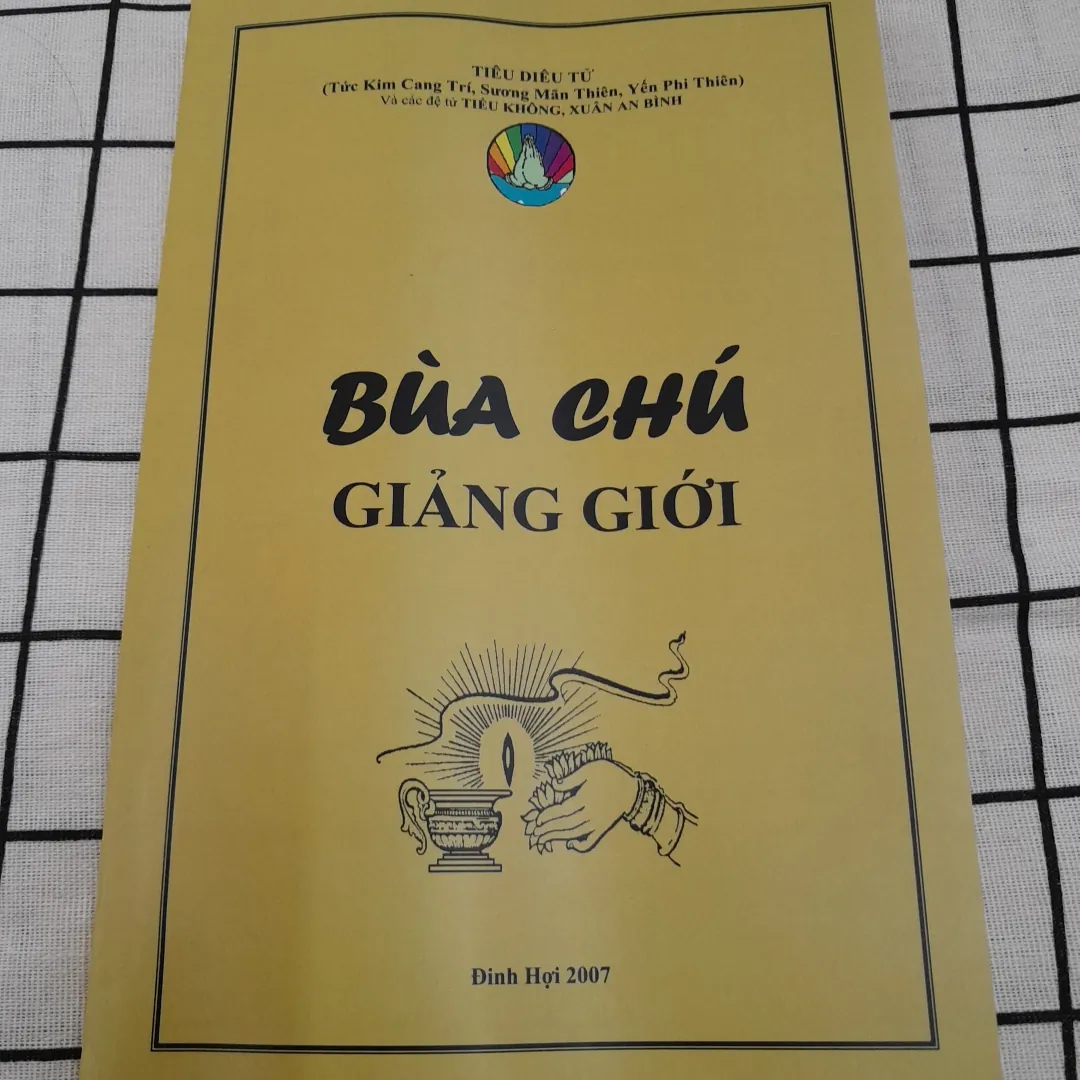 TIÊU DIÊU TỬ
(Tức Kim Cang Trí, Sương Mãn Thiên, Yến Phi Thiên)
Và các đệ tử TIỂU KHÔNG, XUÂN AN BÌNH
BÙA CHÚ
GIẢNG GIỚI
Đinh Hợi 2007